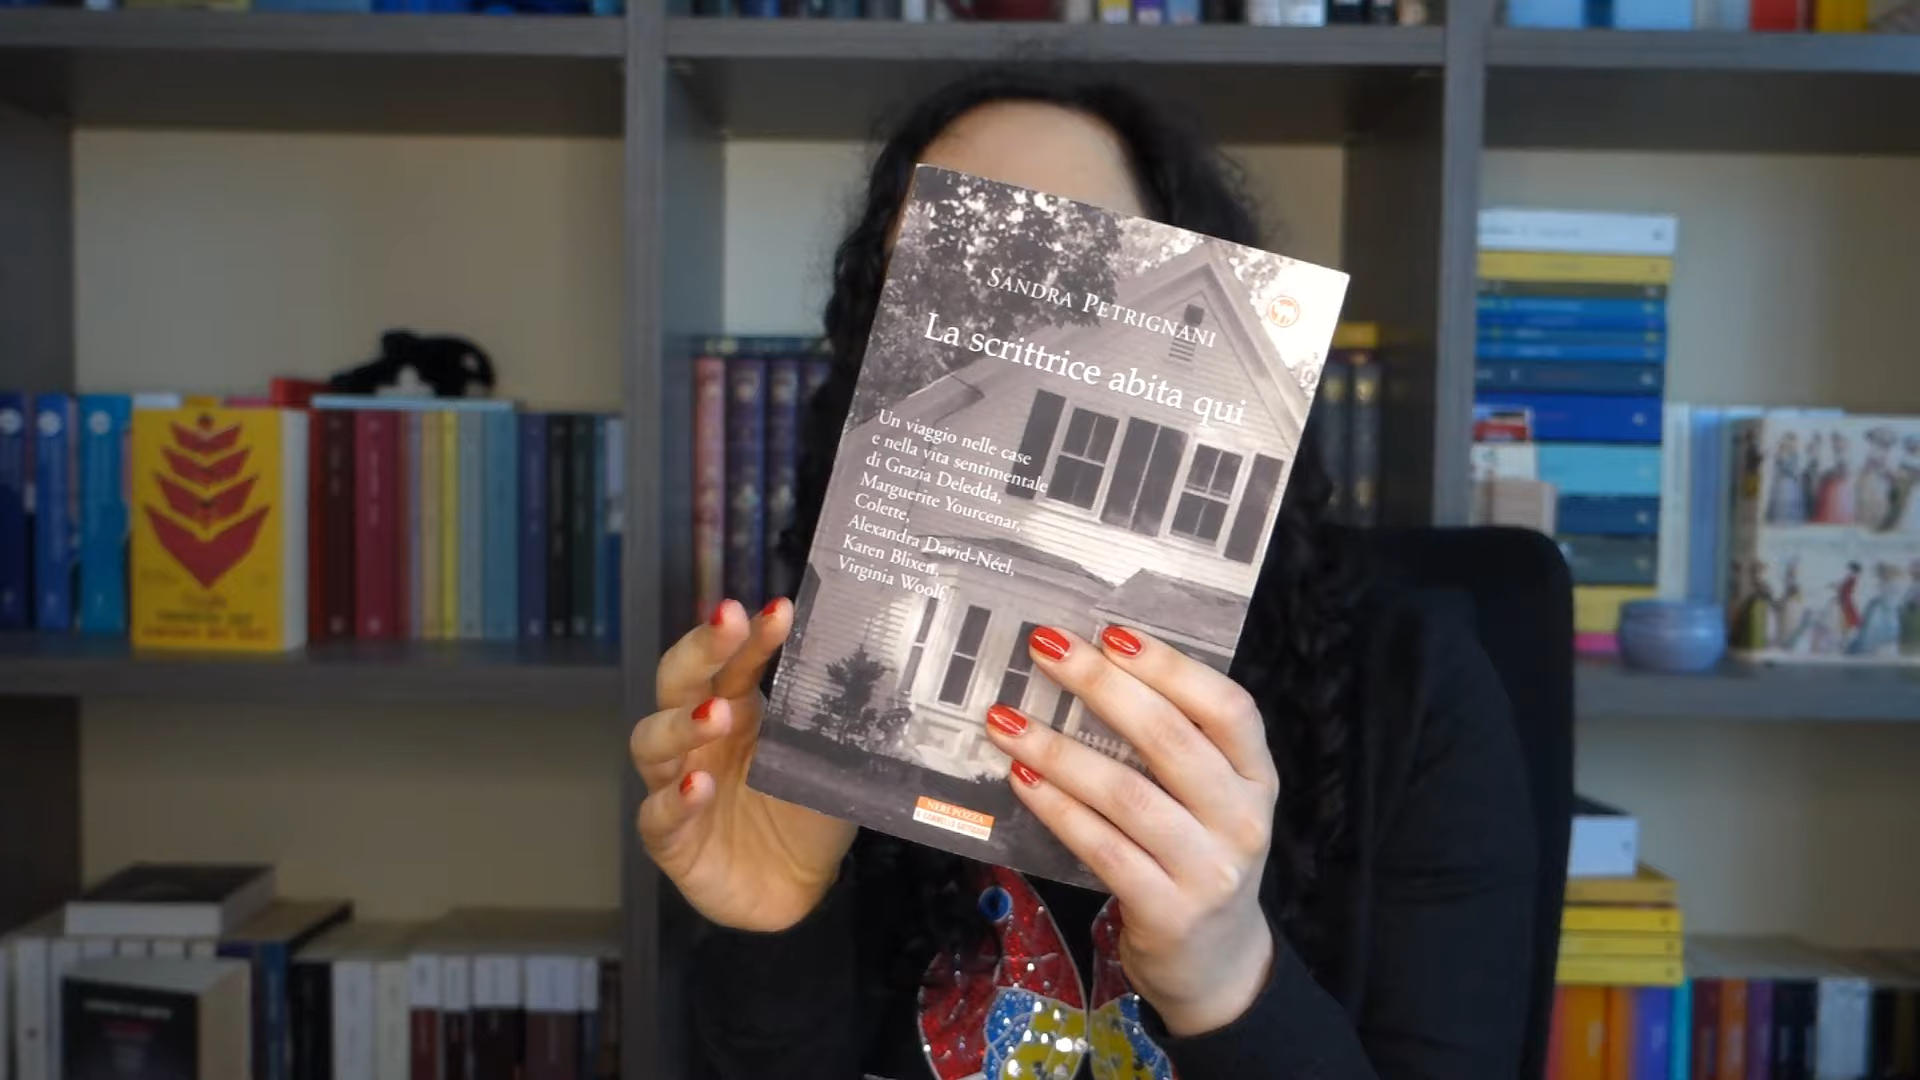 SANDRA PETRIGNANI
La scrittrice abita qui
Un viaggio nelle case
e nella vita sentimentale
di Grazia Deledda,
Marguerite Yourcenar,
Colette,
Alexandra David-Néel,
Karen Blixen,
Virginia Woolf
NERI POZZA